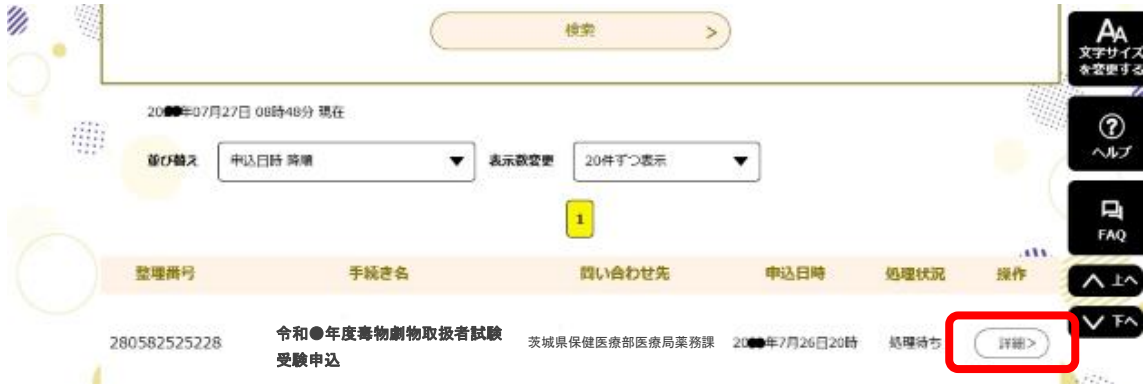 検索 >
AA
文字サイズ
を変更する
20●●年07月27日 08時48分 現在
並び替え 申込日時 降順 ▼ 表示数変更 20件ずつ表示 ▼
?
ヘルプ
1
FAQ
整理番号 手続き名 問い合わせ先 申込日時 処理状況 操作
上へ
280582525228 令和●年度毒物劇物取扱者試験 茨城県保健医療部医療局薬務課 20●●年7月26日20時 処理待ち 詳細>
受験申込
下へ